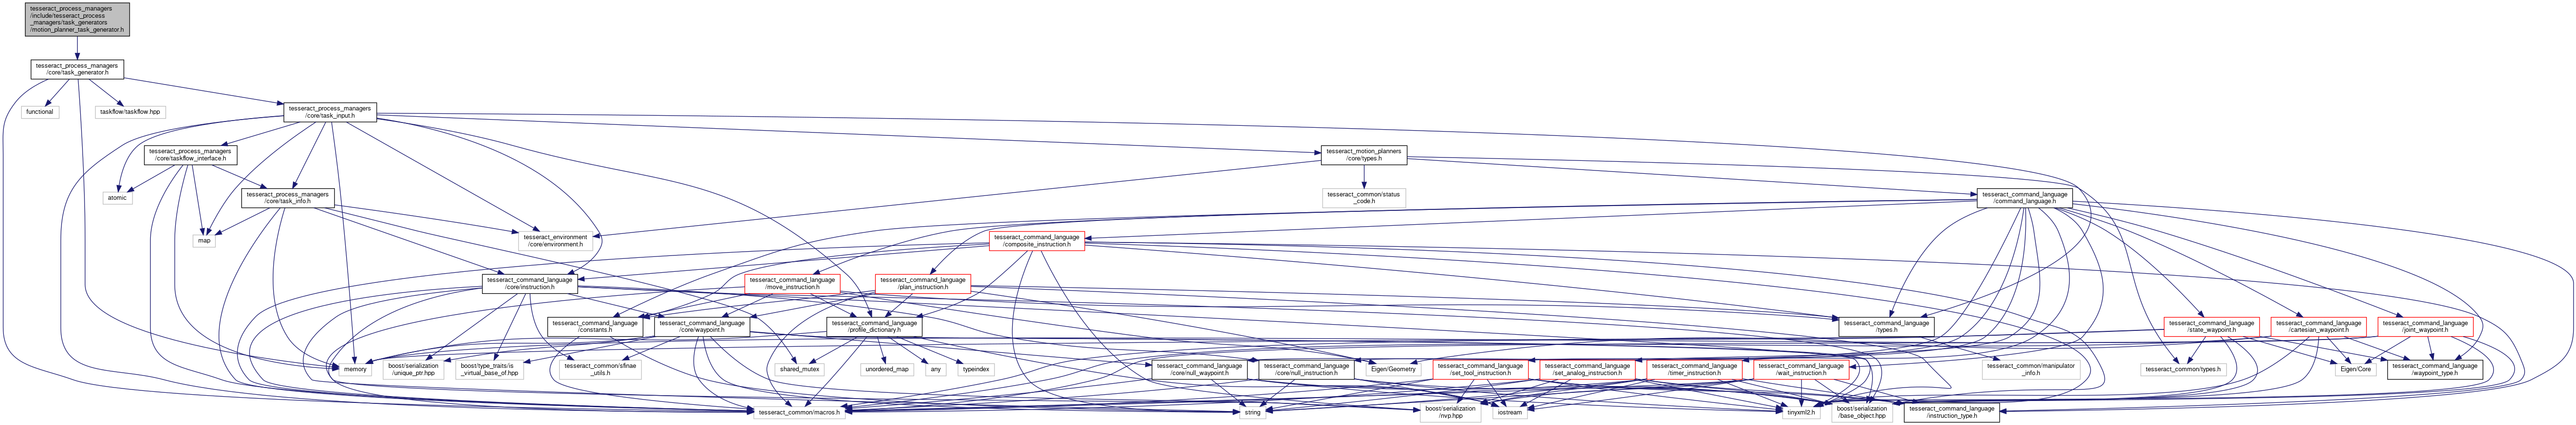 tesseract_process_managers
/include/tesseract_process
_managers/task_generators
/motion_planner_task_generator.h
tesseract_process_managers
/core/task_generator.h
functional
taskflow/taskflow.hpp
tesseract_process_managers
/core/task_input.h
tesseract_process_managers
/core/taskflow_interface.h
tesseract_motion_planners
/core/types.h
atomic
tesseract_process_managers
/core/task_info.h
tesseract_common/status
_code.h
tesseract_command_language
/command_language.h
map
tesseract_environment
/core/environment.h
tesseract_command_language
/composite_instruction.h
tesseract_command_language
/core/instruction.h
tesseract_command_language
/move_instruction.h
tesseract_command_language
/plan_instruction.h
tesseract_command_language
/constants.h
tesseract_command_language
/core/waypoint.h
tesseract_command_language
/profile_dictionary.h
tesseract_command_language
/types.h
tesseract_command_language
/state_waypoint.h
tesseract_command_language
/cartesian_waypoint.h
tesseract_command_language
/joint_waypoint.h
memory
boost/serialization
/unique_ptr.hpp
boost/type_traits/is
_virtual_base_of.hpp
tesseract_common/sfinae
_utils.h
shared_mutex
unordered_map
any
typeindex
tesseract_command_language
/core/null_waypoint.h
tesseract_command_language
/core/null_instruction.h
Eigen/Geometry
tesseract_command_language
/set_tool_instruction.h
tesseract_command_language
/set_analog_instruction.h
tesseract_command_language
/timer_instruction.h
tesseract_command_language
/wait_instruction.h
tesseract_common/manipulator
_info.h
tesseract_common/types.h
Eigen/Core
tesseract_command_language
/waypoint_type.h
tesseract_common/macros.h
string
boost/serialization
/nvp.hpp
iostream
tinyxml2.h
boost/serialization
/base_object.hpp
tesseract_command_language
/instruction_type.h